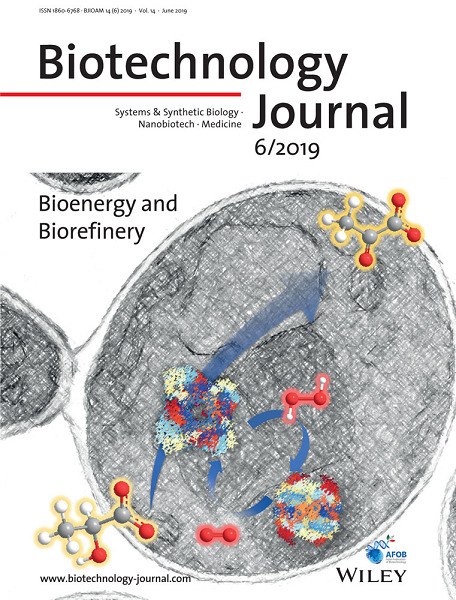 ISSN 1860-6768 · BJIOAM 14 (6) 2019 · Vol. 14 · June 2019
Biotechnology
Journal
Systems & Synthetic Biology ·
Nanobiotech · Medicine
6/2019
Bioenergy and
Biorefinery
AFOB
www.biotechnology-journal.com
WILEY